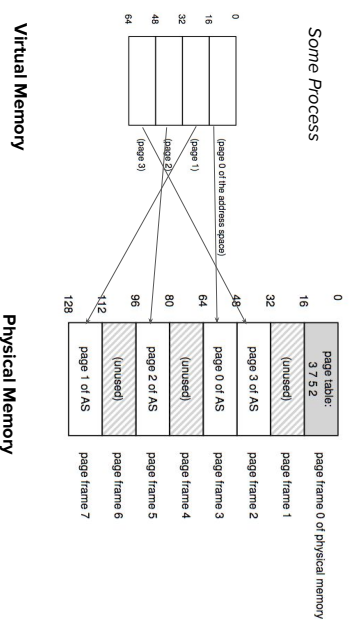 Some Process
Virtual Memory
0
16
32
48
64
(page 0 of the address space)
(page 1)
(page 2)
(page 3)
Physical Memory
0
16
32
48
64
80
96
112
128
page table:
3 7 5 2
(unused)
page 3 of AS
page 0 of AS
(unused)
page 2 of AS
(unused)
page 1 of AS
page frame 0 of physical memory
page frame 1
page frame 2
page frame 3
page frame 4
page frame 5
page frame 6
page frame 7